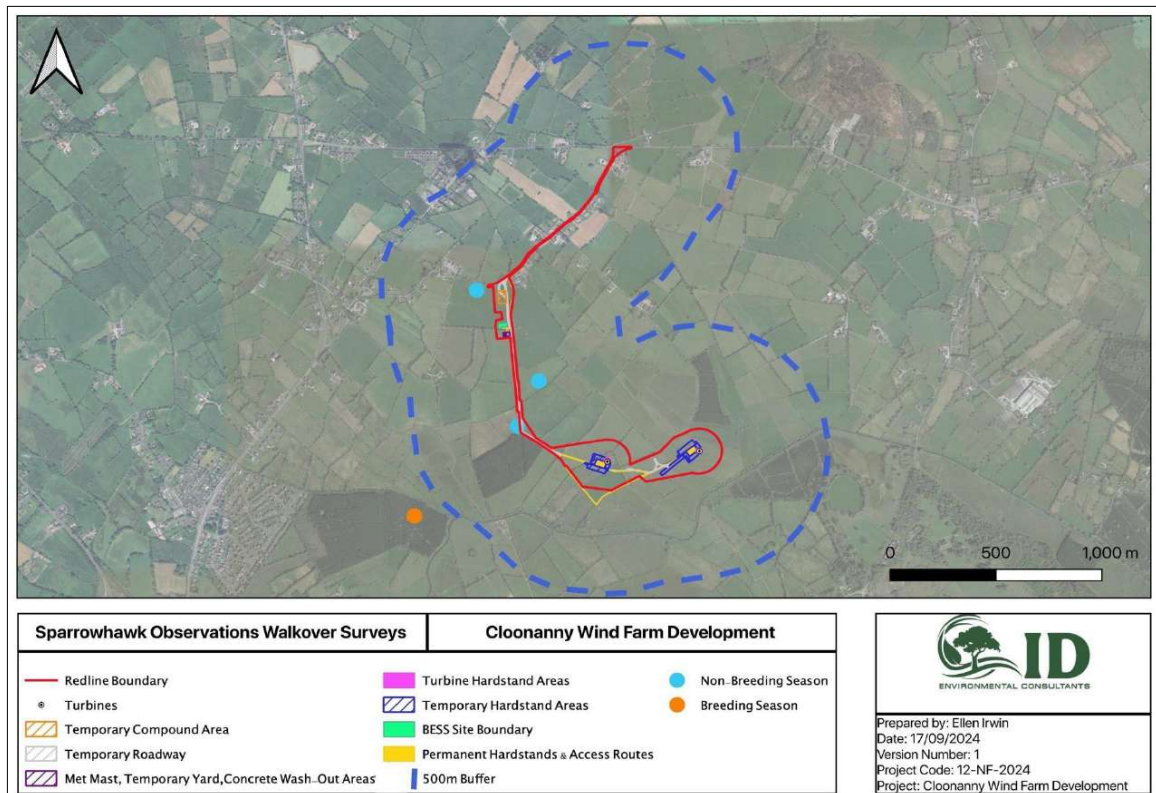 0 500 1,000 m
Sparrowhawk Observations Walkover Surveys
Cloonanny Wind Farm Development
Redline Boundary
Turbines
Temporary Compound Area
Temporary Roadway
Met Mast, Temporary Yard,Concrete Wash-Out Areas
Turbine Hardstand Areas
Temporary Hardstand Areas
BESS Site Boundary
Permanent Hardstands & Access Routes
500m Buffer
Non-Breeding Season
Breeding Season
ID
ENVIRONMENTAL CONSULTANTS
Prepared by: Ellen Irwin
Date: 17/09/2024
Version Number: 1
Project Code: 12-NF-2024
Project: Cloonanny Wind Farm Development